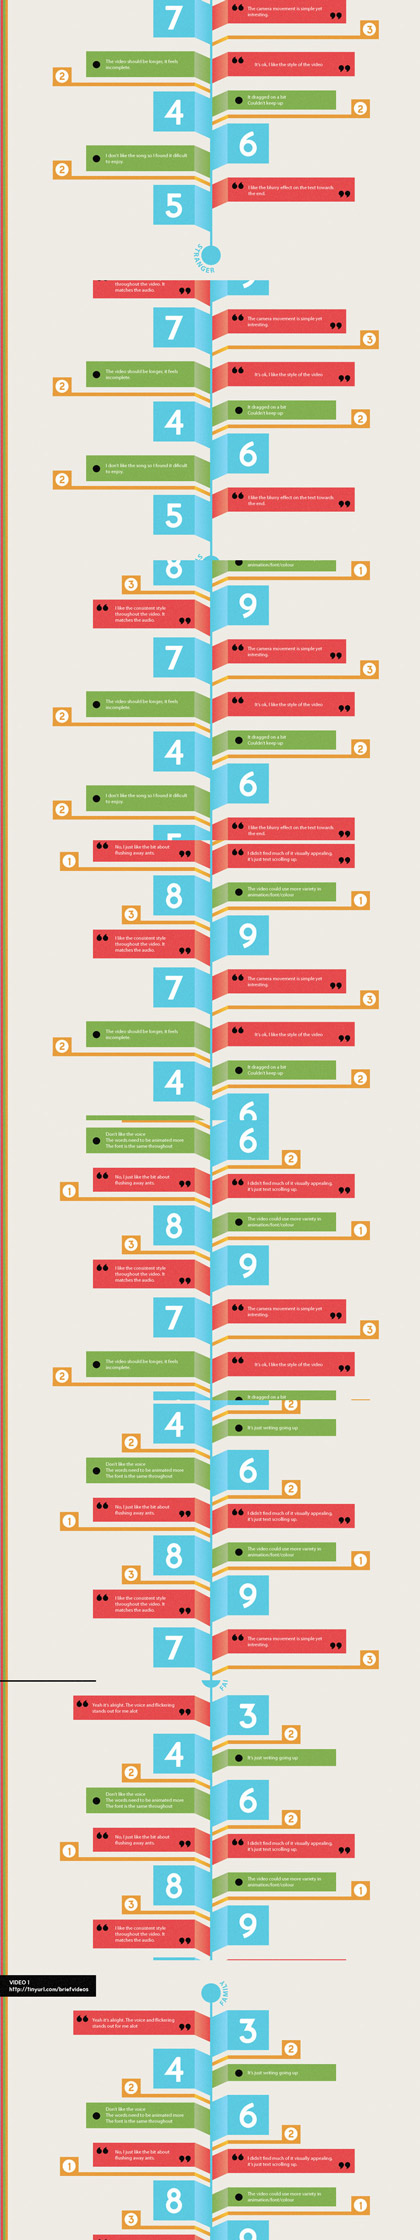 7
The camera movement is simple yet
intresting.
3
The video should be longer, it feels
incomplete
It's ok, I like the style of the video
2
4
It dragged on a bit
Couldn't keep up
2
6
I don't like the song so I found it dificult
to enjoy
2
5
I like the blurry effect on the text towards
the end.
STRANGER
throughout the video. It
matches the audio.
7
The camera movement is simple yet
intresting.
3
The video should be longer, it feels
incomplete
It's ok, I like the style of the video
2
4
It dragged on a bit
Couldn't keep up
2
6
I don't like the song so I found it dificult
to enjoy
2
5
I like the blurry effect on the text towards
the end.
8
animation/font/colour
1
3
9
I like the consistent style
throughout the video. It
matches the audio.
7
The camera movement is simple yet
intresting.
3
The video should be longer, it feels
incomplete
It's ok, I like the style of the video
2
4
It dragged on a bit
Couldn't keep up
2
6
I don't like the song so I found it dificult
to enjoy
2
I like the blurry effect on the text towards
the end.
No, I just like the bit about
flushing away ants.
I didn't find much of it visually appealing,
it's just text scrolling up.
1
8
The video could use more variety in
animation/font/colour
1
3
9
I like the consistent style
throughout the video. It
matches the audio.
7
The camera movement is simple yet
intresting.
3
The video should be longer, it feels
incomplete
It's ok, I like the style of the video
2
4
It dragged on a bit
Couldn't keep up
2
6
Don't like the voice
The words need to be animated more
The font is the same throughout
6
2
No, I just like the bit about
flushing away ants.
I didn't find much of it visually appealing,
it's just text scrolling up.
1
8
The video could use more variety in
animation/font/colour
1
3
9
I like the consistent style
throughout the video. It
matches the audio.
7
The camera movement is simple yet
intresting.
3
The video should be longer, it feels
incomplete
It's ok, I like the style of the video
2
It dragged on a bit
2
4
It's just writing going up
2
6
Don't like the voice
The words need to be animated more
The font is the same throughout
2
No, I just like the bit about
flushing away ants.
I didn't find much of it visually appealing,
it's just text scrolling up.
1
8
The video could use more variety in
animation/font/colour
1
3
9
I like the consistent style
throughout the video. It
matches the audio.
7
The camera movement is simple yet
intresting.
3
Yeah it's alright. The voice and flickering
stands out for me alot
3
2
4
It's just writing going up
2
6
Don't like the voice
The words need to be animated more
The font is the same throughout
2
No, I just like the bit about
flushing away ants.
I didn't find much of it visually appealing,
it's just text scrolling up.
1
8
The video could use more variety in
animation/font/colour
1
3
9
I like the consistent style
throughout the video. It
matches the audio.
VIDEO 1
http://tinyurl.com/briefvideos
FAMILY
Yeah it's alright. The voice and flickering
stands out for me alot
3
2
4
It's just writing going up
2
6
Don't like the voice
The words need to be animated more
The font is the same throughout
2
No, I just like the bit about
flushing away ants.
I didn't find much of it visually appealing,
it's just text scrolling up.
1
8
The video could use more variety in
animation/font/colour
1
3
9